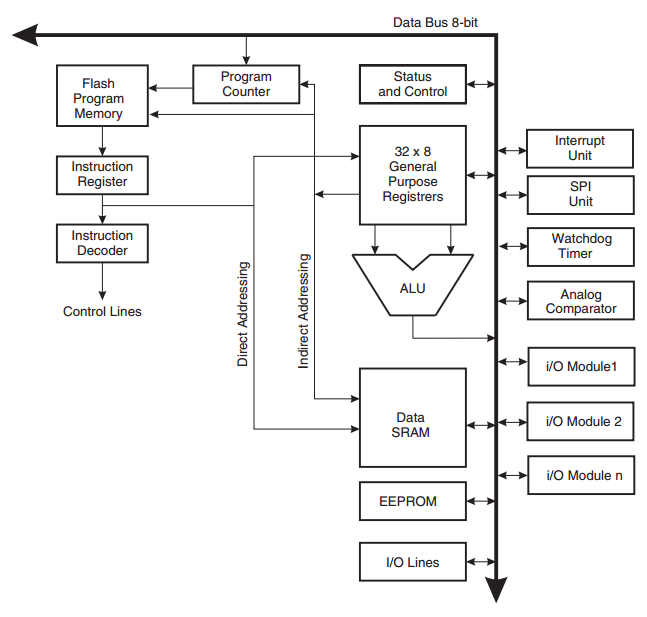 Data Bus 8-bit
Flash
Program
Memory
Program
Counter
Status
and Control
32 x 8
General
Purpose
Registrers
Interrupt
Unit
Instruction
Register
SPI
Unit
Instruction
Decoder
Watchdog
Timer
Control Lines
Direct Addressing
Indirect Addressing
ALU
Analog
Comparator
i/O Module1
Data
SRAM
i/O Module 2
i/O Module n
EEPROM
I/O Lines